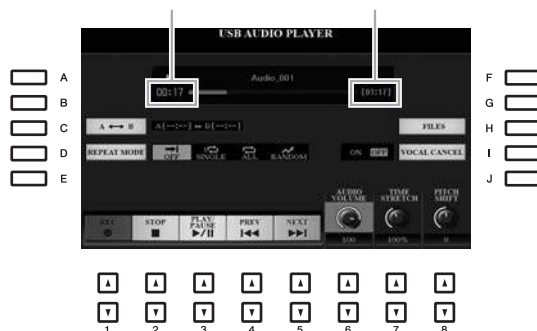 USB AUDIO PLAYER
Audio_001
00:17
[03:17]
A
B
C
D
E
F
G
H
I
J
A ⟷ B
A[--:--] ↔ B[--:--]
FILES
REPEAT MODE
OFF
SINGLE
ALL
RANDOM
ON OFF
VOCAL CANCEL
AUDIO VOLUME
TIME STRETCH
PITCH SHIFT
REC
STOP
PLAY/PAUSE
PREV
NEXT
100
100%
0
1 2 3 4 5 6 7 8